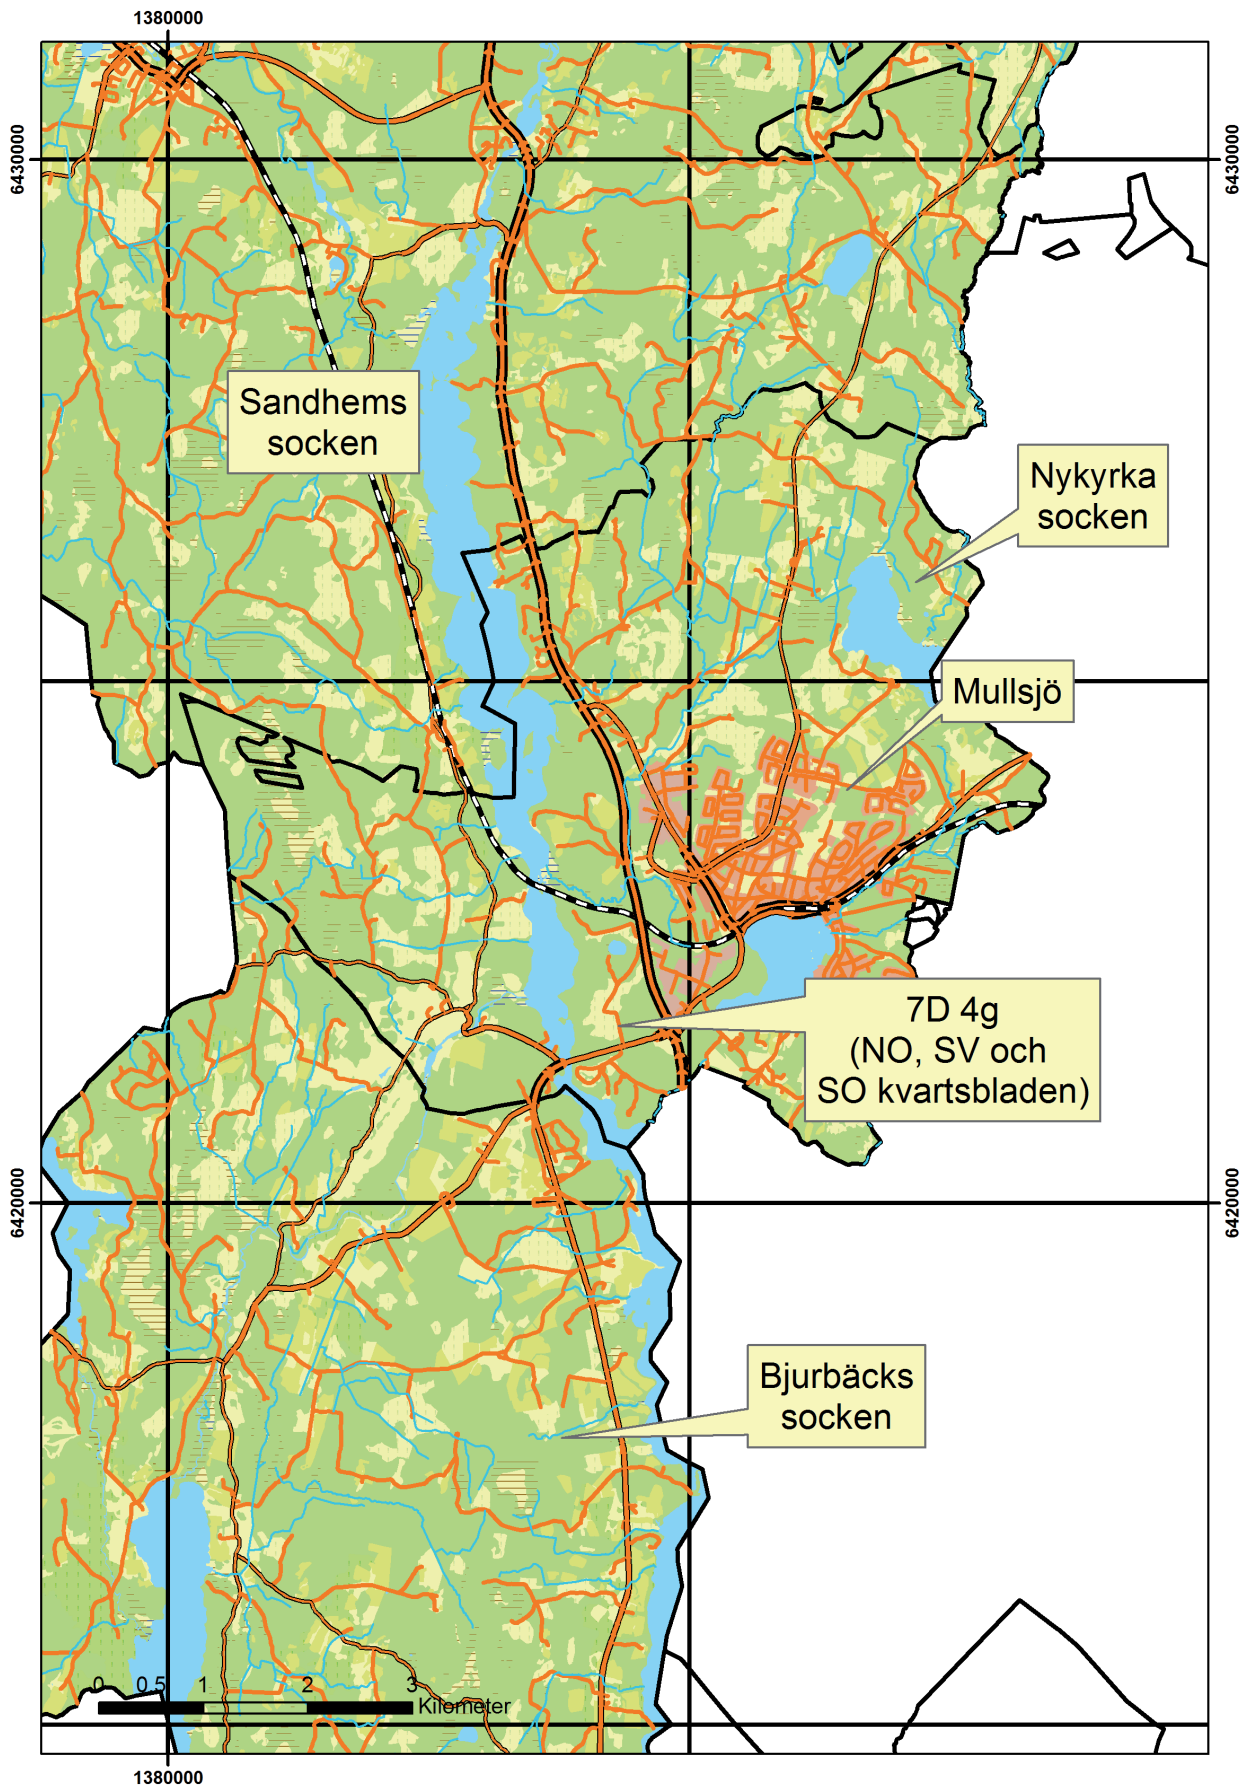 1380000
6430000
6430000
Sandhems
socken
Nykyrka
socken
Mullsjö
7D 4g
(NO, SV och
SO kvartsbladen)
6420000
6420000
Bjurbäcks
socken
0 0,5 1 2 3
Kilometer
1380000